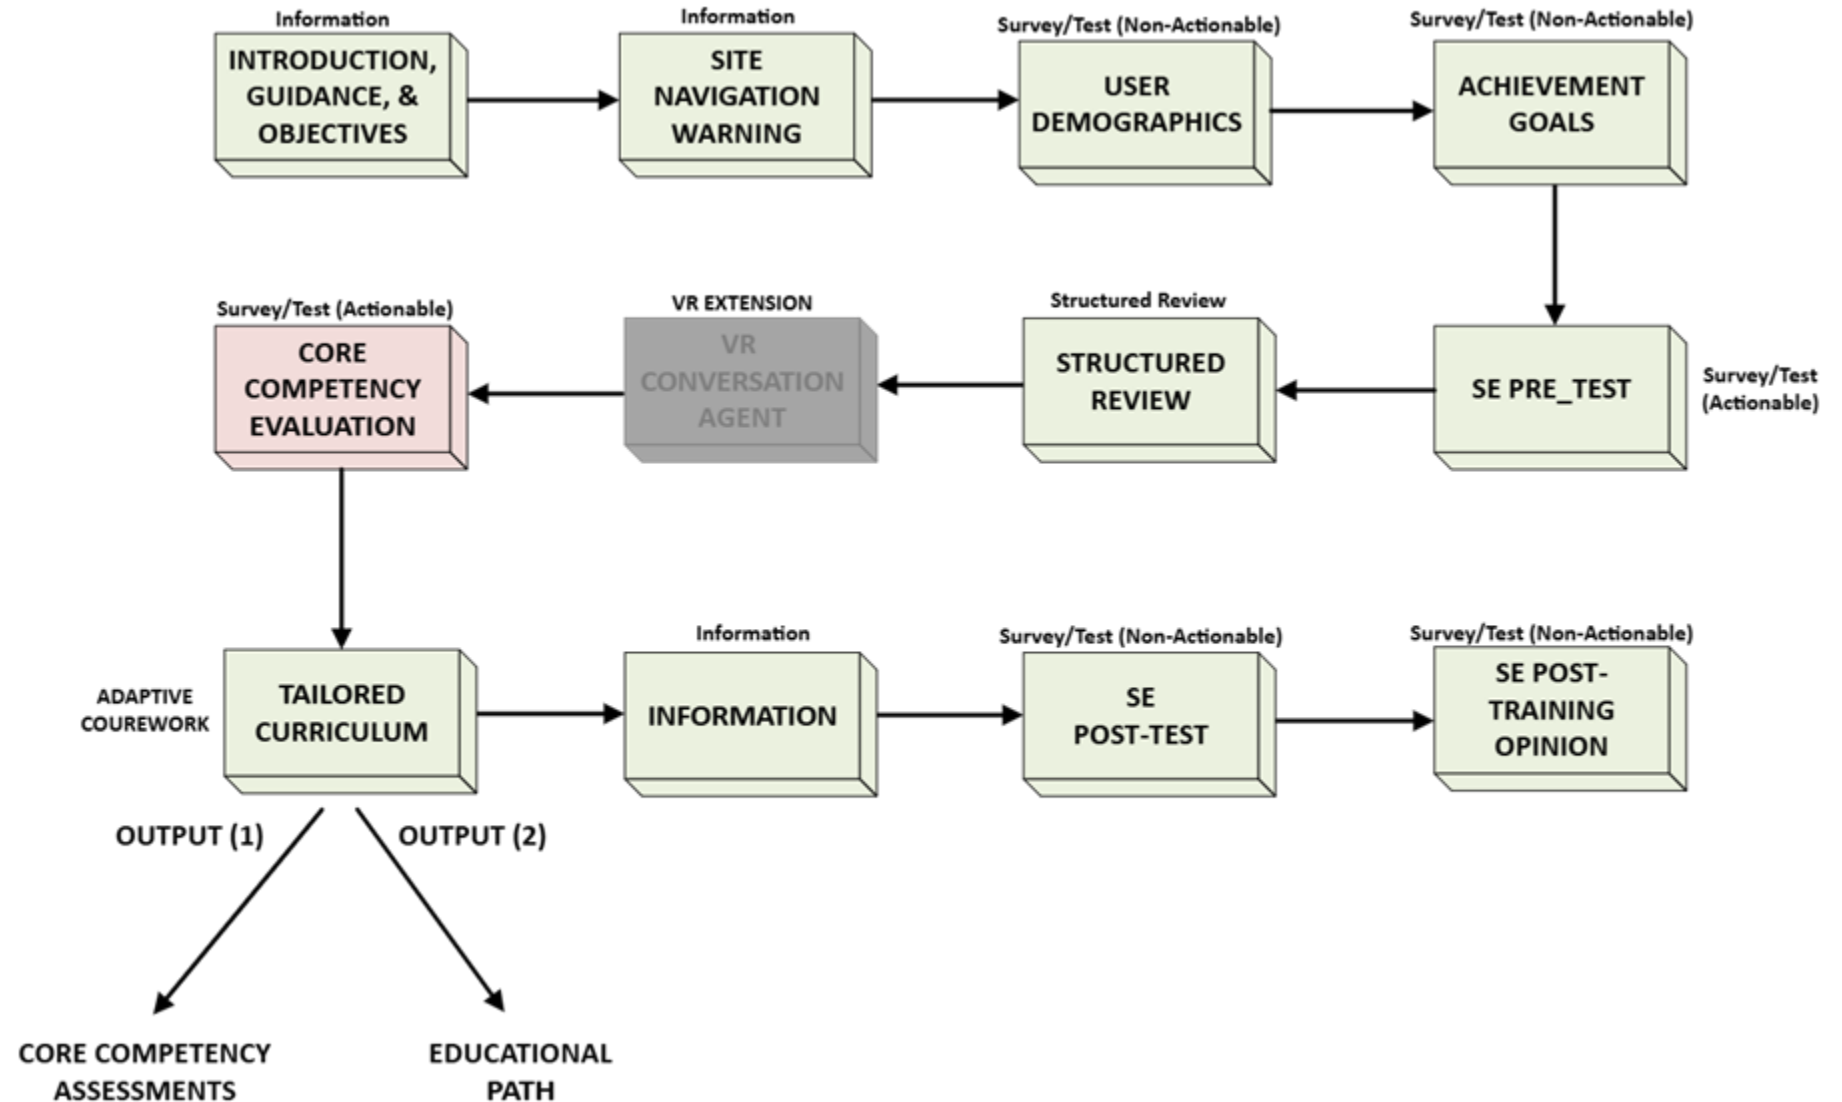 Information
INTRODUCTION,
GUIDANCE, &
OBJECTIVES
Information
SITE
NAVIGATION
WARNING
Survey/Test (Non-Actionable)
USER
DEMOGRAPHICS
Survey/Test (Non-Actionable)
ACHIEVEMENT
GOALS
Survey/Test
(Actionable)
SE PRE_TEST
Structured Review
STRUCTURED
REVIEW
VR EXTENSION
VR
CONVERSATION
AGENT
Survey/Test (Actionable)
CORE
COMPETENCY
EVALUATION
ADAPTIVE
COUREWORK
TAILORED
CURRICULUM
Information
INFORMATION
Survey/Test (Non-Actionable)
SE
POST-TEST
Survey/Test (Non-Actionable)
SE POST-
TRAINING
OPINION
OUTPUT (1)
OUTPUT (2)
CORE COMPETENCY
ASSESSMENTS
EDUCATIONAL
PATH